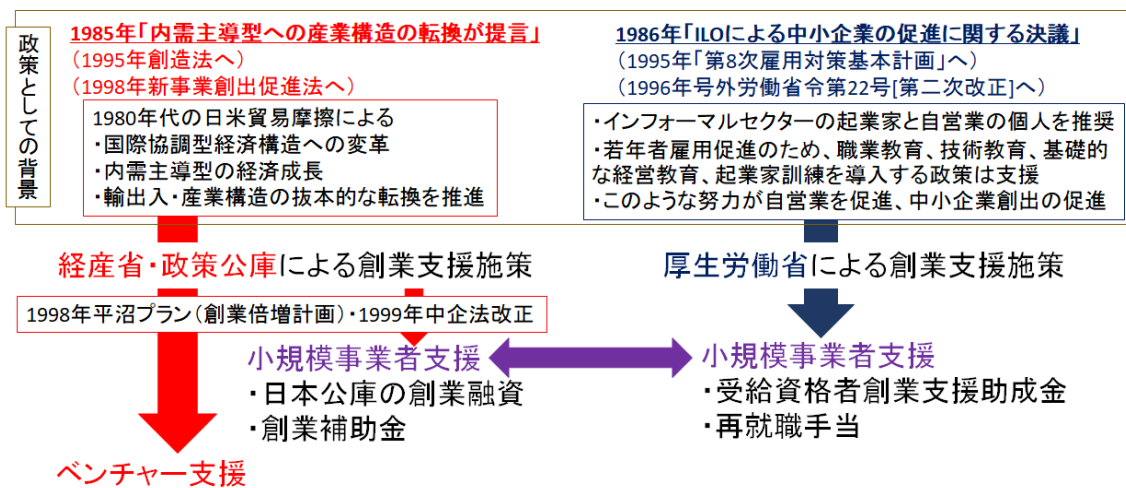 政策としての背景
1985年「内需主導型への産業構造の転換が提言」
（1995年創造法へ）
（1998年新事業創出促進法へ）
1980年代の日米貿易摩擦による
・国際協調型経済構造への変革
・内需主導型の経済成長
・輸出入・産業構造の抜本的な転換を推進
1986年「ILOによる中小企業の促進に関する決議」
（1995年「第8次雇用対策基本計画」へ）
（1996年号外労働省令第22号[第二次改正]へ）
・インフォーマルセクターの起業家と自営業の個人を推奨
・若年者雇用促進のため、職業教育、技術教育、基礎的
な経営教育、起業家訓練を導入する政策は支援
・このような努力が自営業を促進、中小企業創出の促進
経産省・政策公庫による創業支援施策
1998年平沼プラン（創業倍増計画）・1999年中企法改正
小規模事業者支援
・日本公庫の創業融資
・創業補助金
ベンチャー支援
厚生労働省による創業支援施策
小規模事業者支援
・受給資格者創業支援助成金
・再就職手当